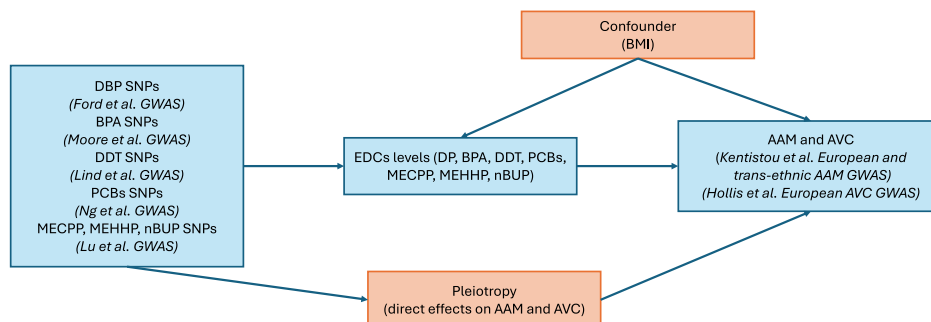 Confounder
(BMI)
DBP SNPs
(Ford et al. GWAS)
BPA SNPs
(Moore et al. GWAS)
DDT SNPs
(Lind et al. GWAS)
PCBs SNPs
(Ng et al. GWAS)
MECPP, MEHHP, nBUP SNPs
(Lu et al. GWAS)
EDCs levels (DP, BPA, DDT, PCBs,
MECPP, MEHHP, nBUP)
AAM and AVC
(Kentistou et al. European and
trans-ethnic AAM GWAS)
(Hollis et al. European AVC GWAS)
Pleiotropy
(direct effects on AAM and AVC)